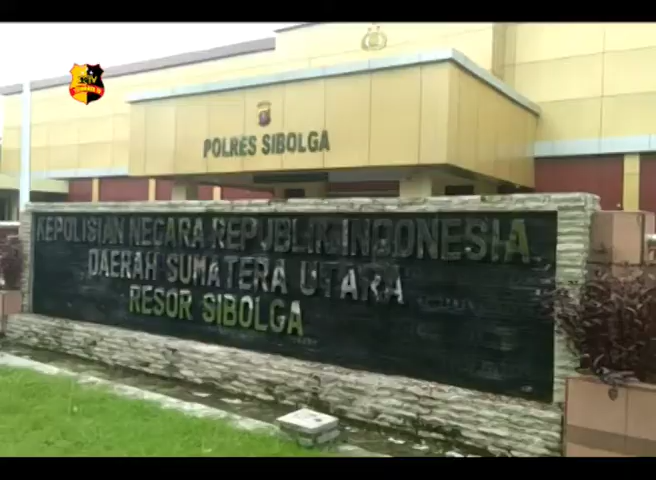 POLRES SIBOLGA
KEPOLISIAN NEGARA REPUBLIK INDONESIA
DAERAH SUMATERA UTARA
RESOR SIBOLGA